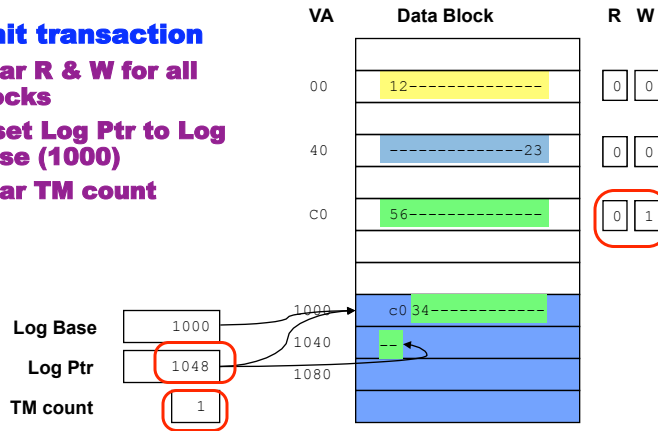 VA Data Block R W
nit transaction
ar R & W for all
ocks
set Log Ptr to Log
se (1000)
ar TM count
00 12-------------- 0 0
40 --------------23 0 0
C0 56-------------- 0 1
Log Base 1000 1000 c0 34------------
Log Ptr 1048 1040 --
1080
TM count 1